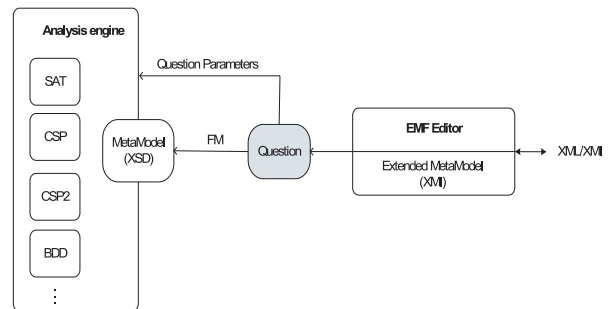 Analysis engine
SAT
CSP
CSP2
BDD
MetaModel
(XSD)
Question Parameters
FM
Question
EMF Editor
Extended MetaModel
(XMI)
XML/XMI